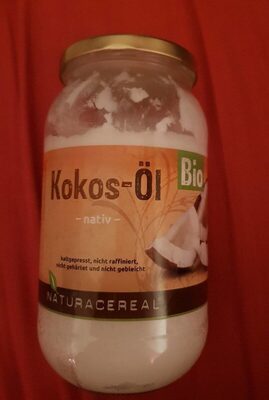 Bio
Kokos-Öl
- nativ -
kaltgepresst, nicht raffiniert,
nicht gehärtet und nicht gebleicht
NATURACEREAL